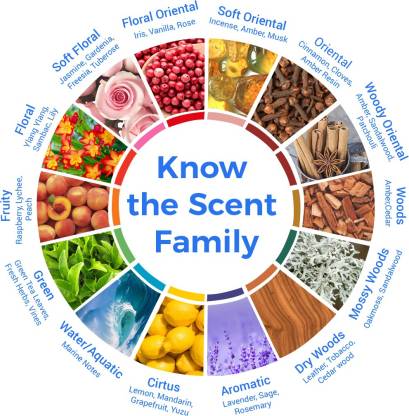 Know
the Scent
Family
Soft Oriental
Incense, Amber, Musk
Oriental
Cinnamon, Cloves,
Amber Resin
Woody Oriental
Amber, Sandalwood,
Patchouli
Woods
Amber,Cedar
Mossy Woods
Oakmoss, Sandalwood
Dry Woods
Leather, Tobacco,
Cedar wood
Aromatic
Lavender, Sage,
Rosemary
Cirtus
Lemon, Mandarin,
Grapefruit, Yuzu
Water/Aquatic
Marine Notes
Green
Green Tea Leaves,
Fresh Herbs, Vines
Fruity
Raspberry, Lychee,
Peach
Floral
Ylang Ylang,
Sambac, Lily
Soft Floral
Jasmine, Gardenia,
Freesia, Tuberose
Floral Oriental
Iris, Vanilla, Rose